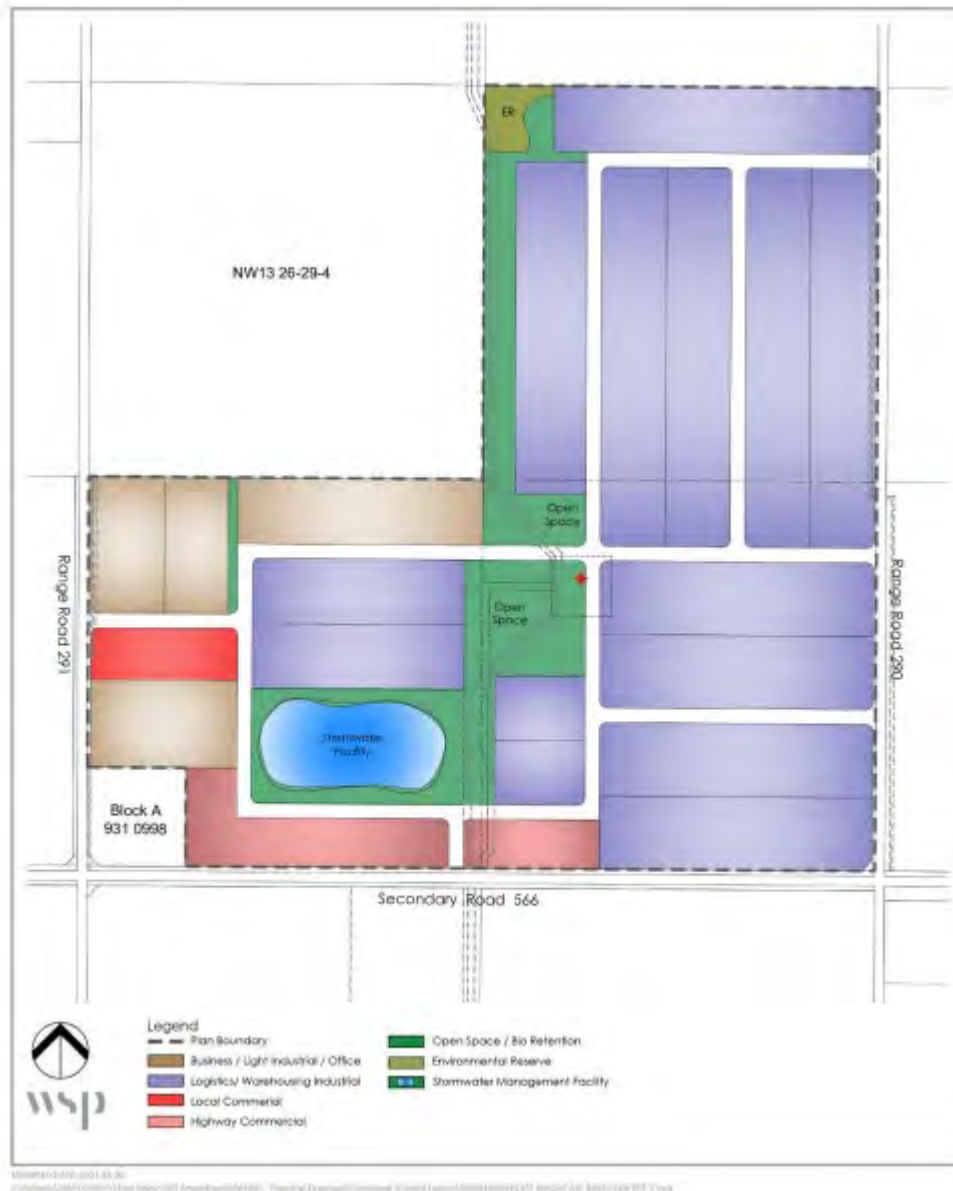 ER
NW13 26-29-4
Open
Space
Range Road 291
Range Road 290
Open
Space
Stormwater
Facility
Block A
931 0998
Secondary Road 566
Legend
Plan Boundary
Business / Light Industrial / Office
Logistics/ Warehousing Industrial
Local Commerial
Highway Commercial
Open Space / Bio Retention
Environmental Reserve
Stormwater Management Facility
wsp